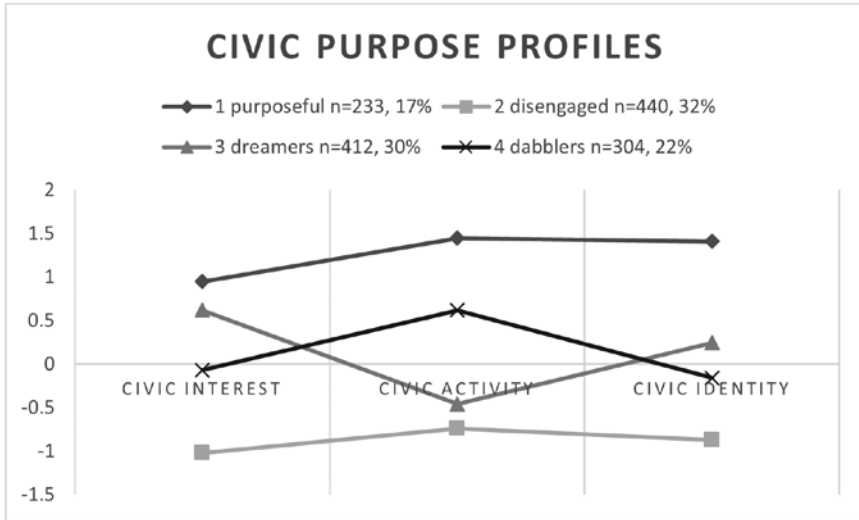 CIVIC PURPOSE PROFILES
1 purposeful n=233, 17%
2 disengaged n=440, 32%
3 dreamers n=412, 30%
4 dabblers n=304, 22%
2
1.5
1
0.5
0
CIVIC INTEREST
CIVIC ACTIVITY
CIVIC IDENTITY
-0.5
-1
-1.5